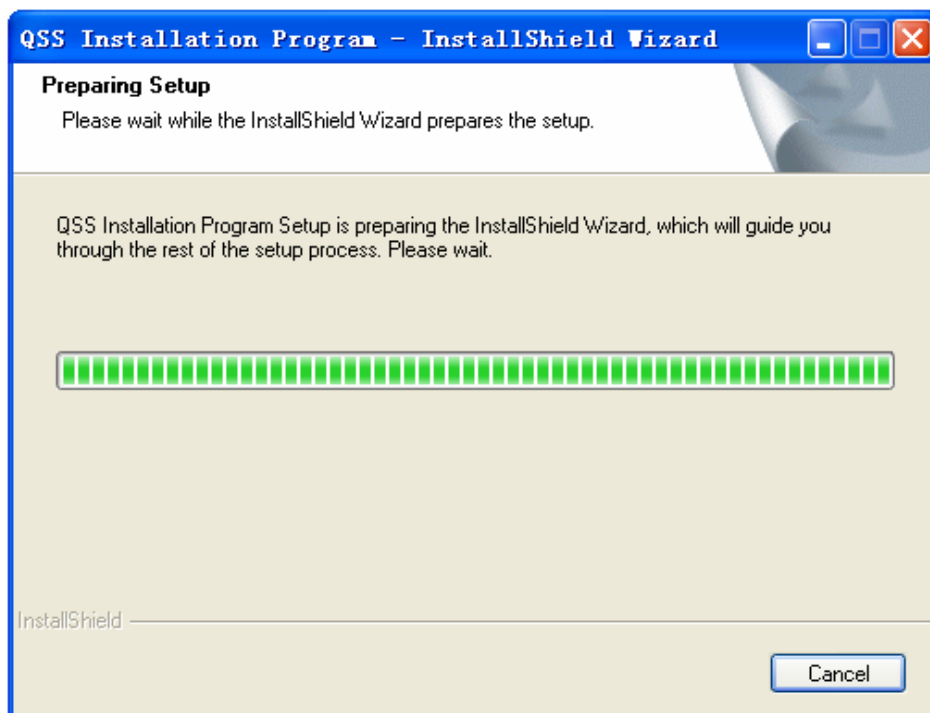 QSS Installation Program - InstallShield Wizard
Preparing Setup
Please wait while the InstallShield Wizard prepares the setup.
QSS Installation Program Setup is preparing the InstallShield Wizard, which will guide you
through the rest of the setup process. Please wait.
InstallShield
Cancel